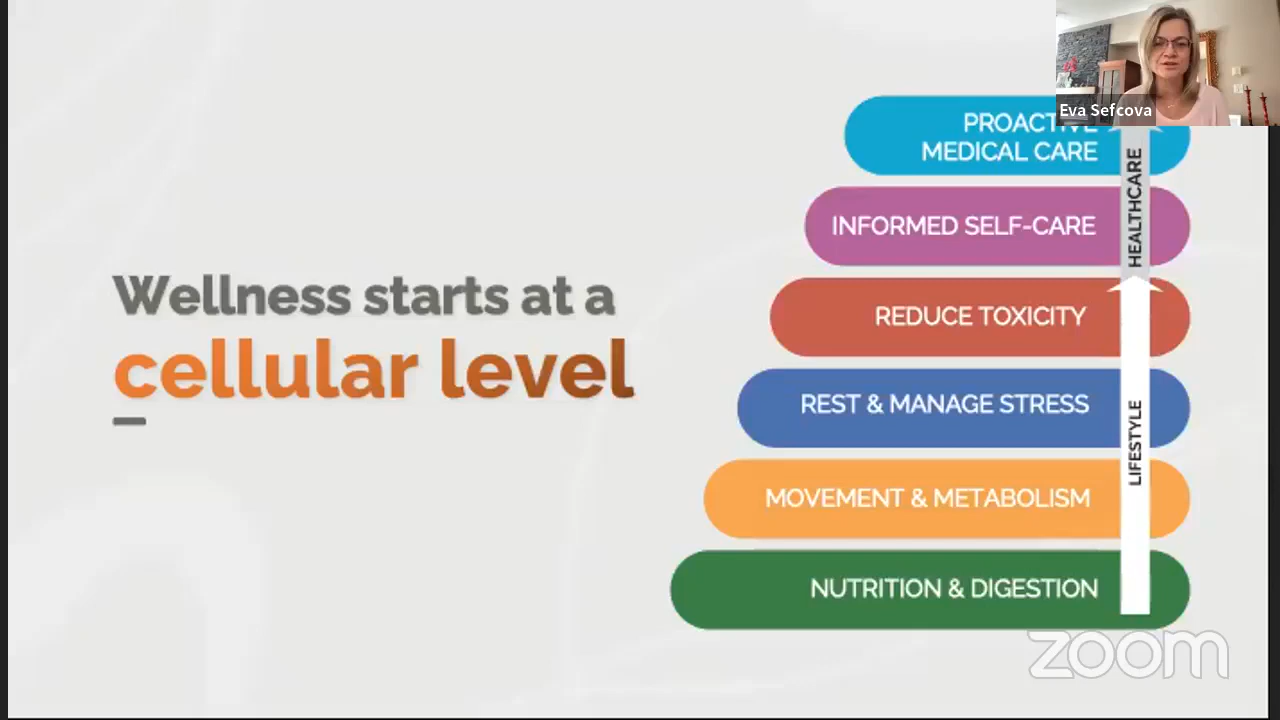 Eva Sefcova
PROACTIVE
MEDICAL CARE
INFORMED SELF-CARE
HEALTHCARE
Wellness starts at a
cellular level
REDUCE TOXICITY
REST & MANAGE STRESS
LIFESTYLE
MOVEMENT & METABOLISM
NUTRITION & DIGESTION
zoom